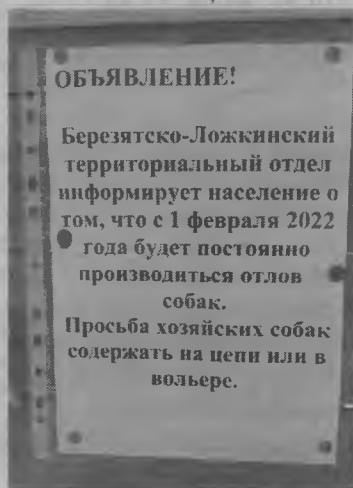 ОБЪЯВЛЕНИЕ!
Березятско-Ложкинский
территориальный отдел
информирует население о
том, что с 1 февраля 2022
года будет постоянно
производиться отлов
собак.
Просьба хозяйских собак
содержать на цепи или в
вольере.